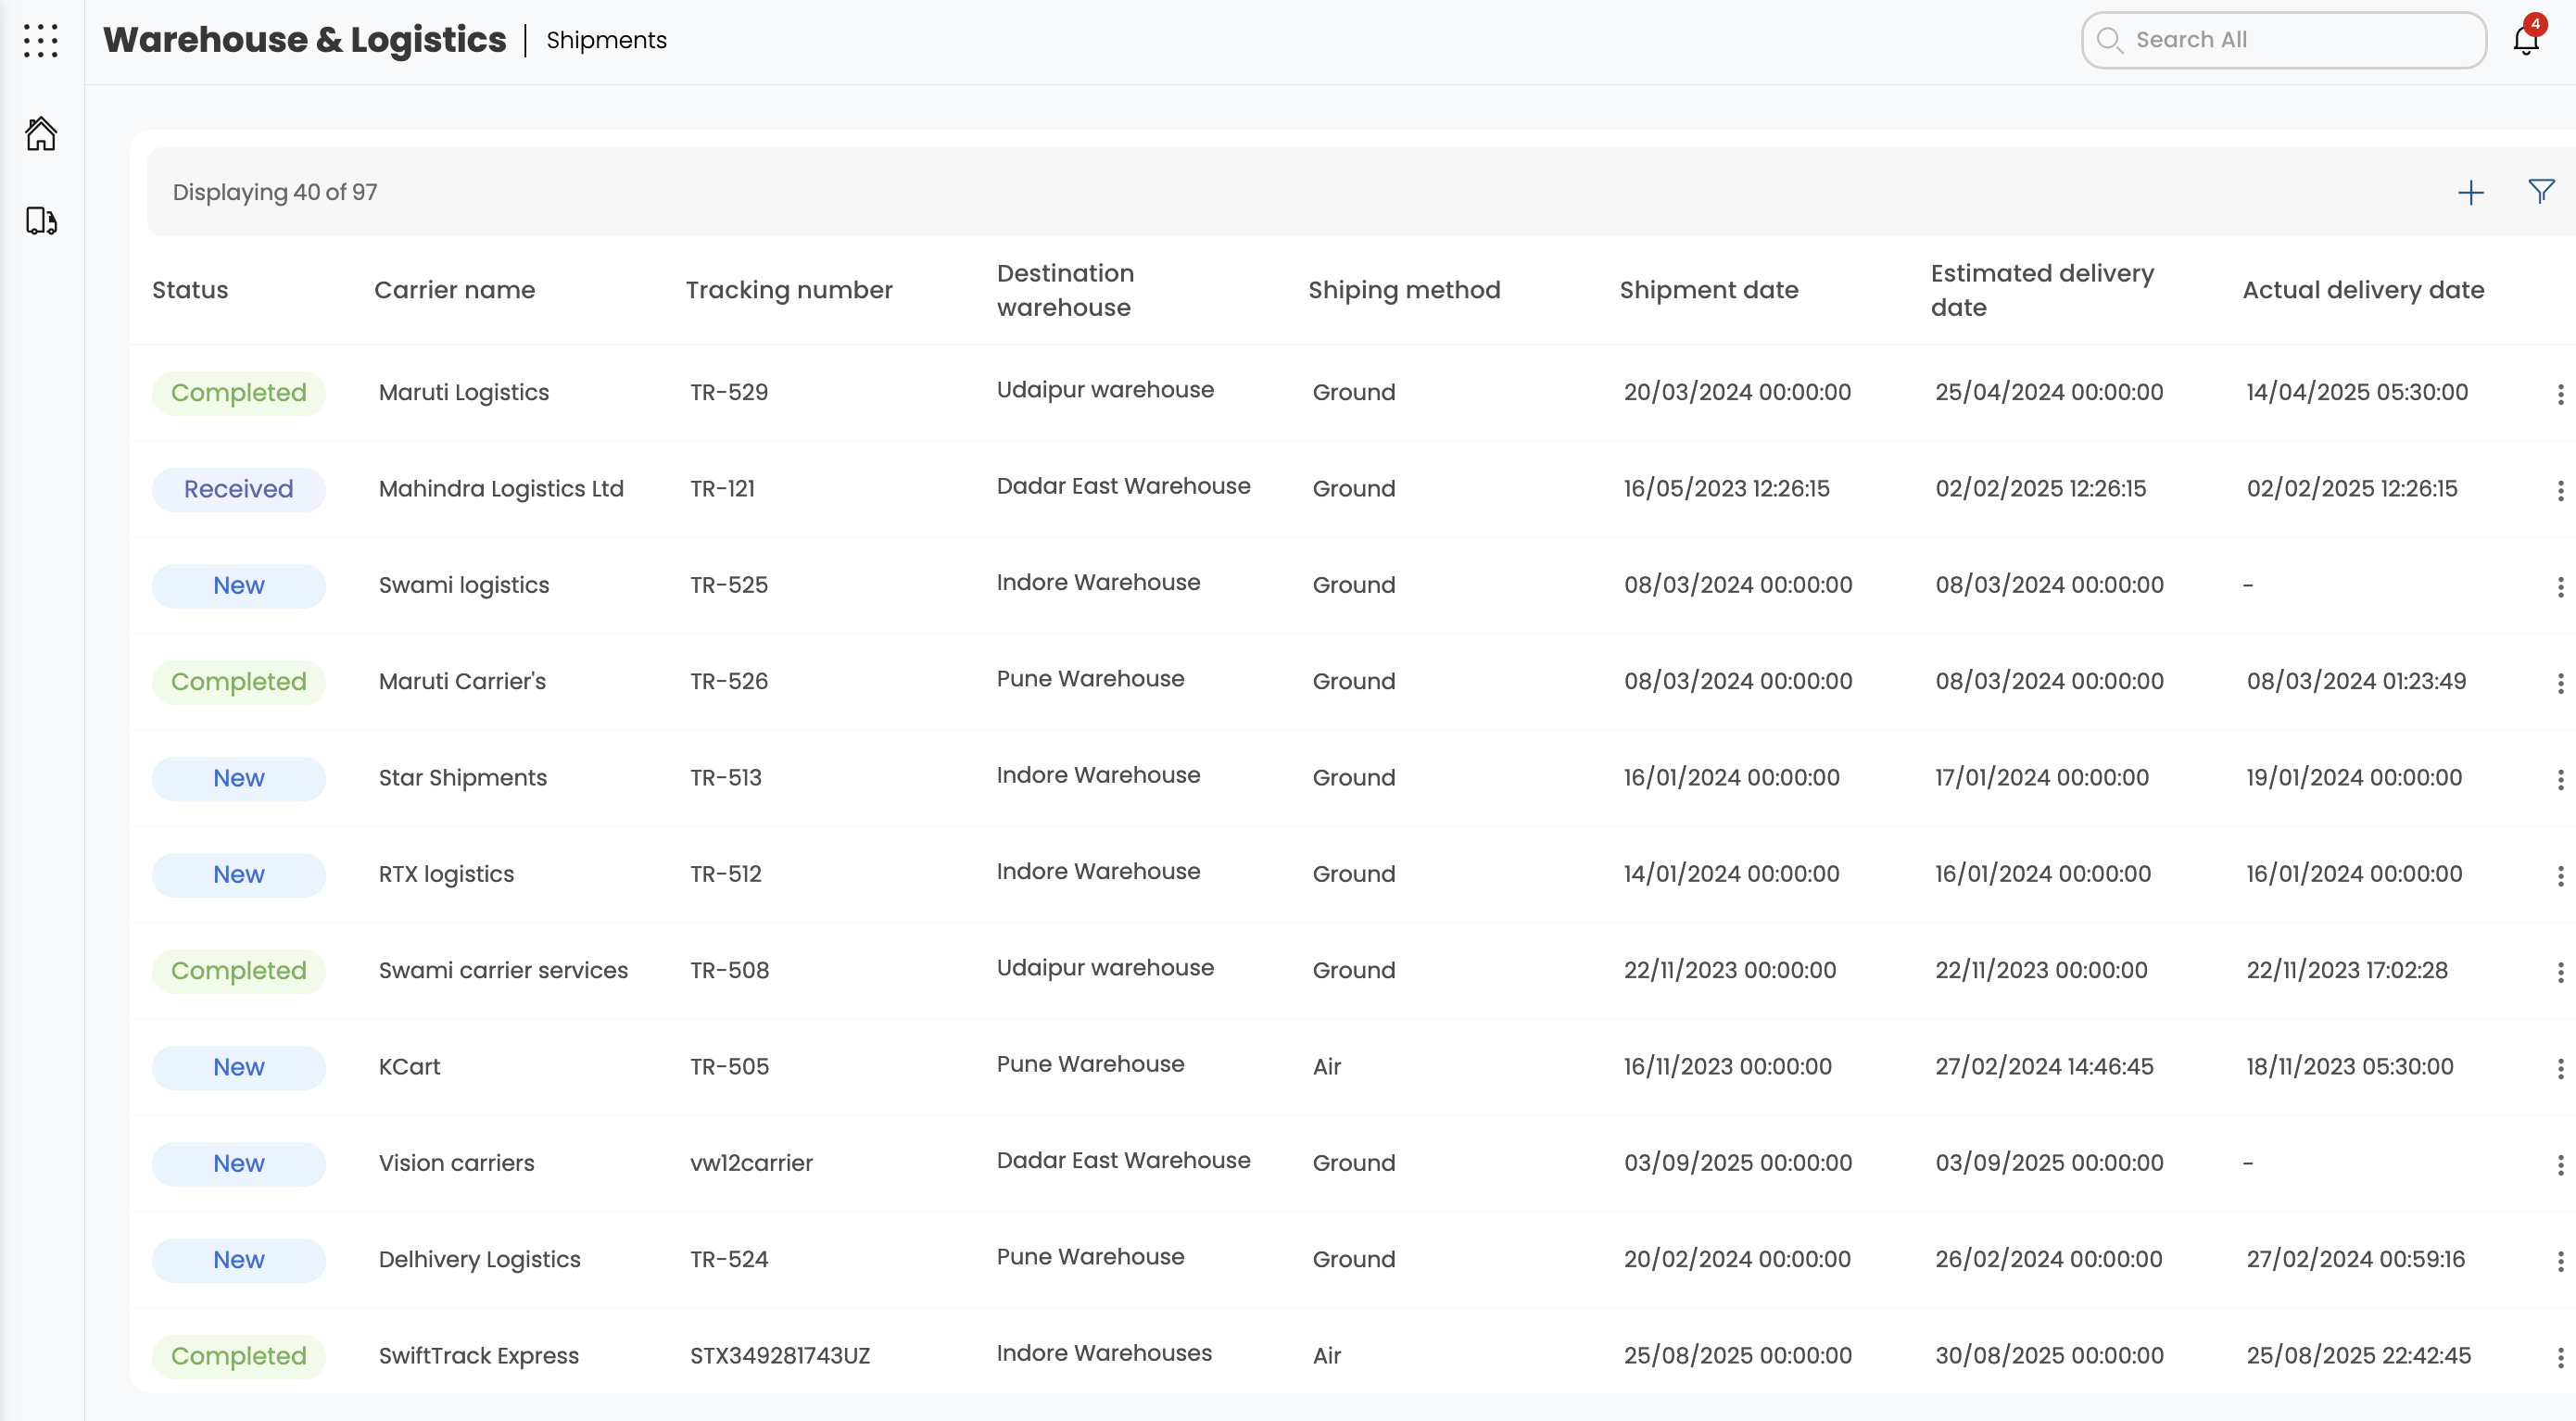 Warehouse & Logistics | Shipments
Search All
4
Displaying 40 of 97
Status Carrier name Tracking number Destination warehouse Shiping method Shipment date Estimated delivery date Actual delivery date
Completed Maruti Logistics TR-529 Udaipur warehouse Ground 20/03/2024 00:00:00 25/04/2024 00:00:00 14/04/2025 05:30:00
Received Mahindra Logistics Ltd TR-121 Dadar East Warehouse Ground 16/05/2023 12:26:15 02/02/2025 12:26:15 02/02/2025 12:26:15
New Swami logistics TR-525 Indore Warehouse Ground 08/03/2024 00:00:00 08/03/2024 00:00:00 -
Completed Maruti Carrier's TR-526 Pune Warehouse Ground 08/03/2024 00:00:00 08/03/2024 00:00:00 08/03/2024 01:23:49
New Star Shipments TR-513 Indore Warehouse Ground 16/01/2024 00:00:00 17/01/2024 00:00:00 19/01/2024 00:00:00
New RTX logistics TR-512 Indore Warehouse Ground 14/01/2024 00:00:00 16/01/2024 00:00:00 16/01/2024 00:00:00
Completed Swami carrier services TR-508 Udaipur warehouse Ground 22/11/2023 00:00:00 22/11/2023 00:00:00 22/11/2023 17:02:28
New KCart TR-505 Pune Warehouse Air 16/11/2023 00:00:00 27/02/2024 14:46:45 18/11/2023 05:30:00
New Vision carriers vw12carrier Dadar East Warehouse Ground 03/09/2025 00:00:00 03/09/2025 00:00:00 -
New Delhivery Logistics TR-524 Pune Warehouse Ground 20/02/2024 00:00:00 26/02/2024 00:00:00 27/02/2024 00:59:16
Completed SwiftTrack Express STX349281743UZ Indore Warehouses Air 25/08/2025 00:00:00 30/08/2025 00:00:00 25/08/2025 22:42:45